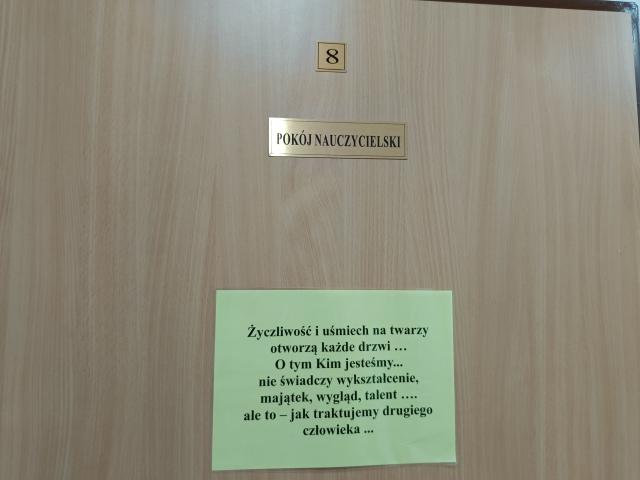 8
POKÓJ NAUCZYCIELSKI
Życzliwość i uśmiech na twarzy
otworzą każde drzwi …
O tym Kim jesteśmy...
nie świadczy wykształcenie,
majątek, wygląd, talent ….
ale to – jak traktujemy drugiego
człowieka ...